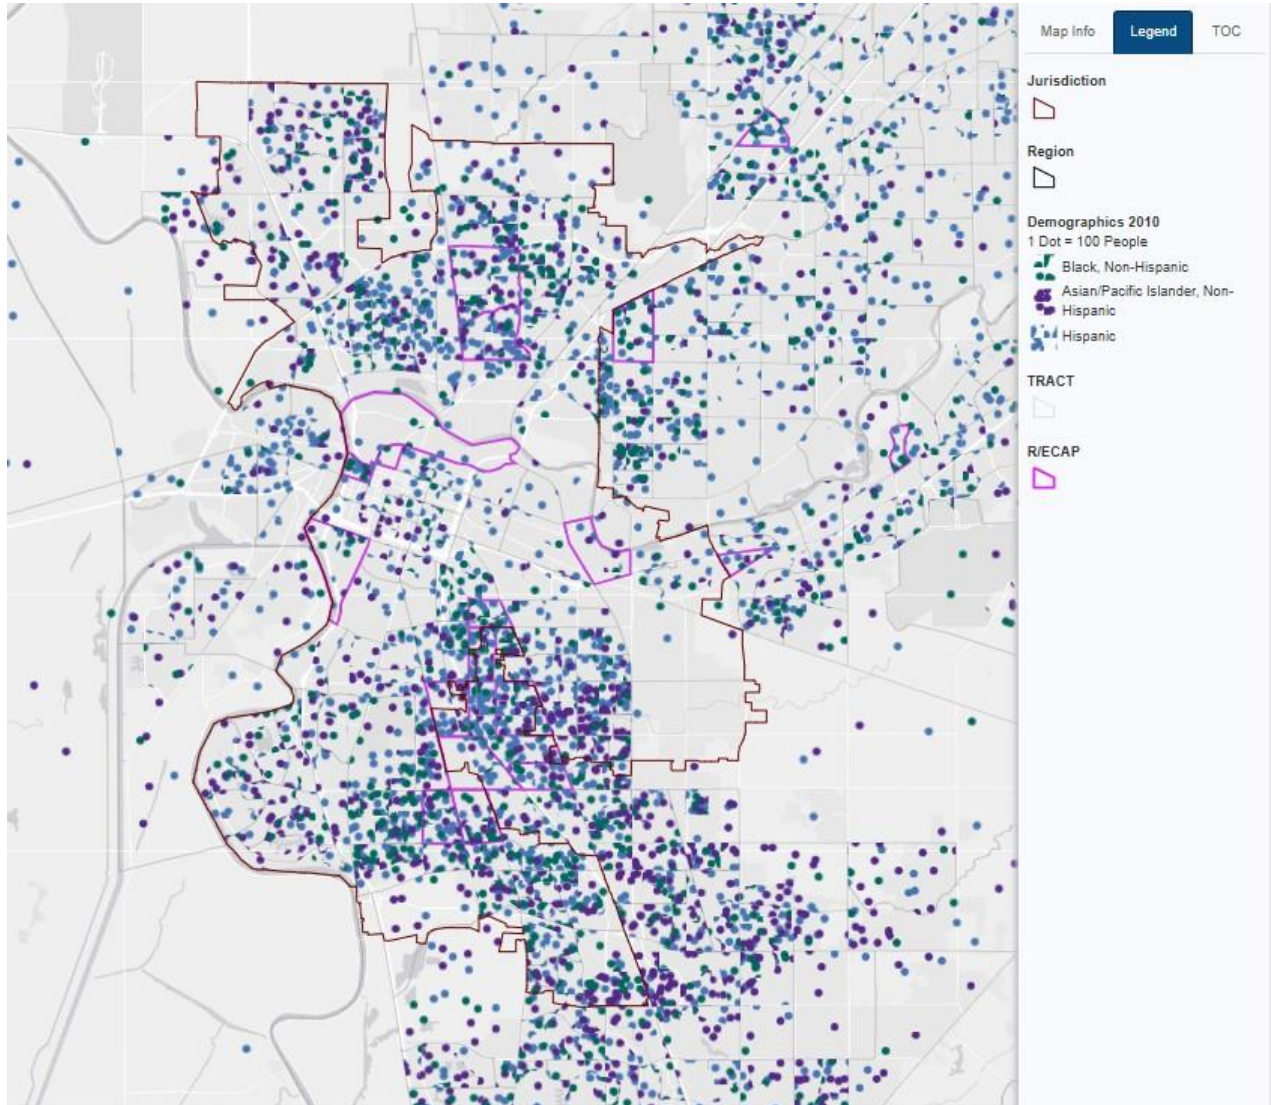 Map Info
Legend
TOC
Jurisdiction
Region
Demographics 2010
1 Dot = 100 People
Black, Non-Hispanic
Asian/Pacific Islander, Non-
Hispanic
Hispanic
TRACT
R/ECAP